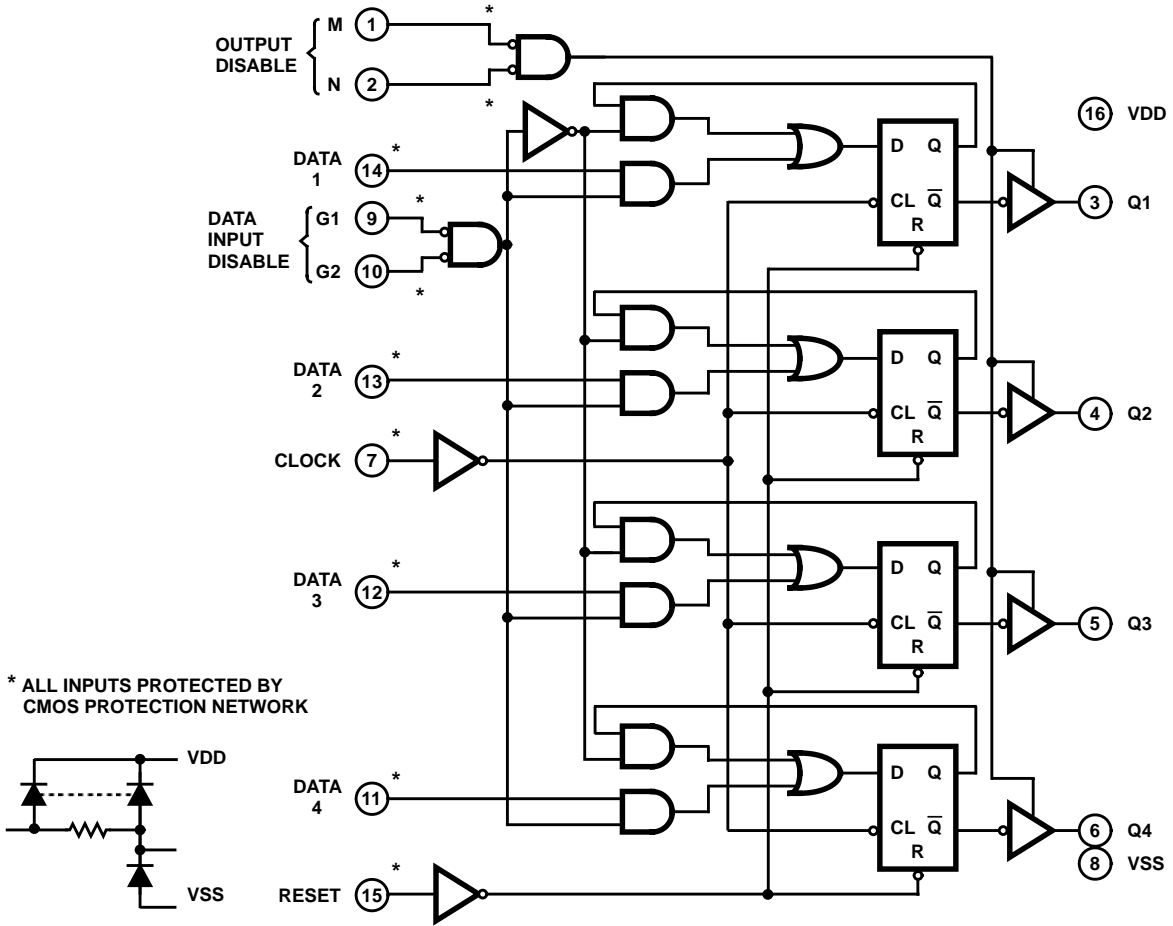 OUTPUT
DISABLE
M 1 *
N 2 *
DATA
1
14 *
DATA
INPUT
DISABLE
G1 9 *
G2 10 *
DATA
2
13 *
CLOCK 7 *
DATA
3
12 *
DATA
4
11 *
RESET 15 *
D Q
CL Q̅
R
D Q
CL Q̅
R
D Q
CL Q̅
R
D Q
CL Q̅
R
16 VDD
3 Q1
4 Q2
5 Q3
6 Q4
8 VSS
* ALL INPUTS PROTECTED BY
CMOS PROTECTION NETWORK
VDD
VSS